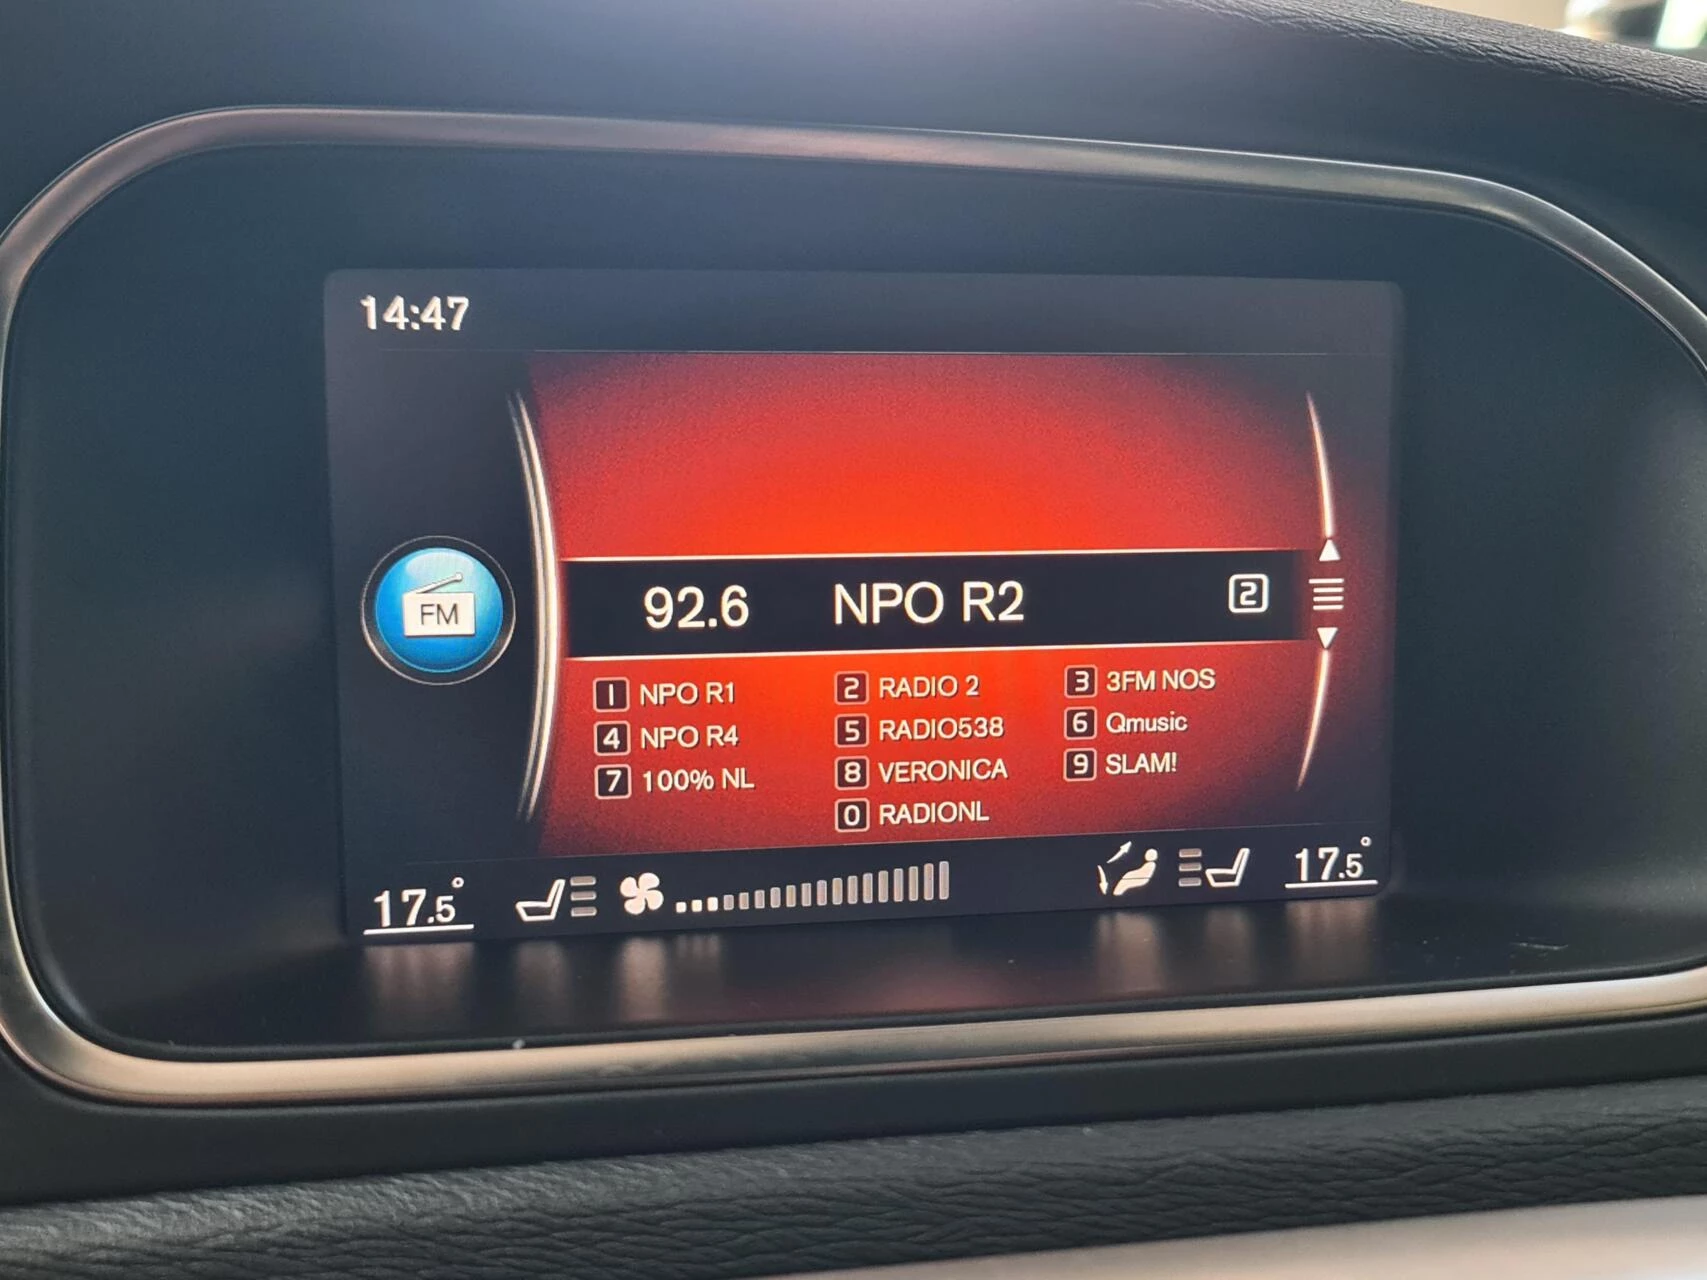 14:47
FM
92.6 NPO R2 2
1 NPO R1 2 RADIO 2 3 3FM NOS
4 NPO R4 5 RADIO538 6 Qmusic
7 100% NL 8 VERONICA 9 SLAM!
0 RADIONL
17.5° 17.5°